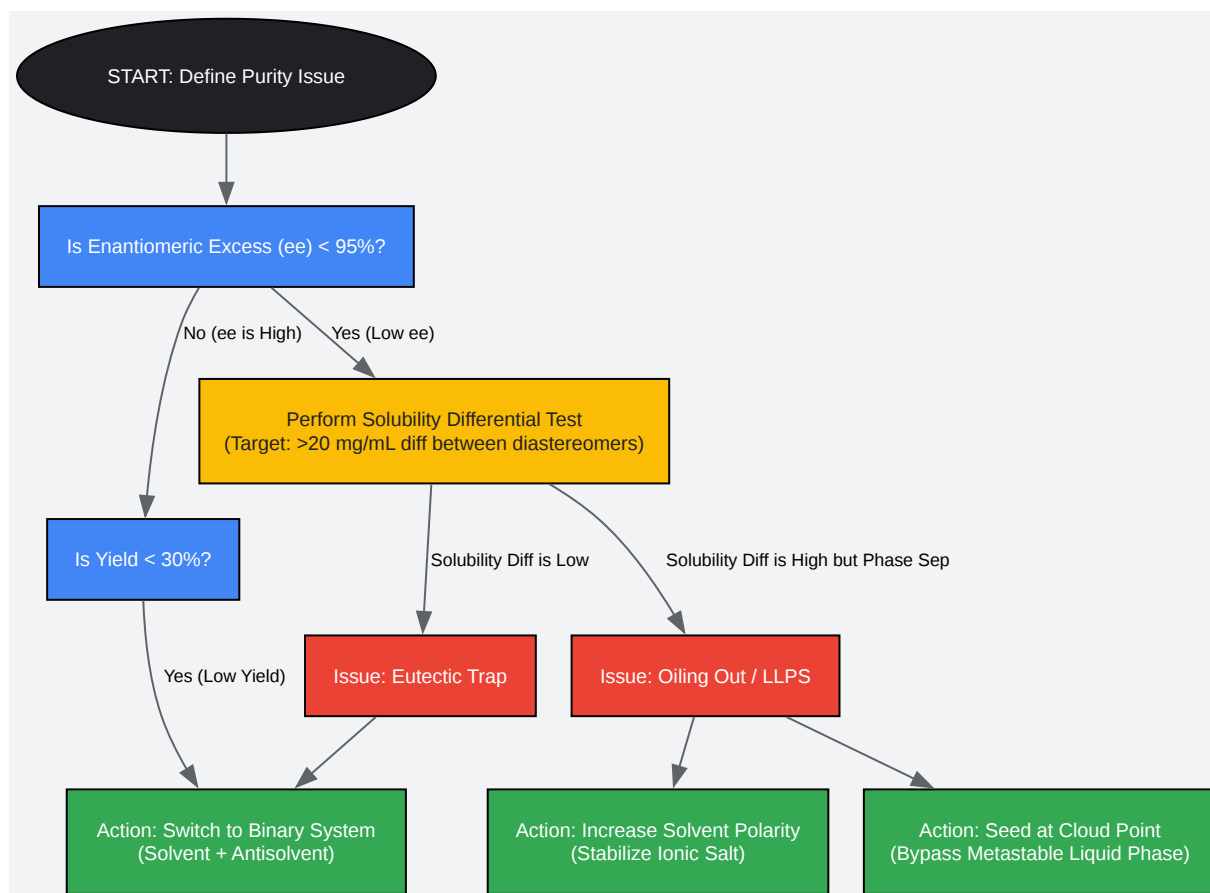 START: Define Purity Issue
Is Enantiomeric Excess (ee) < 95%?
No (ee is High)
Yes (Low ee)
Perform Solubility Differential Test
(Target: >20 mg/mL diff between diastereomers)
Is Yield < 30%?
Solubility Diff is Low
Solubility Diff is High but Phase Sep
Yes (Low Yield)
Issue: Eutectic Trap
Issue: Oiling Out / LLPS
Action: Switch to Binary System
(Solvent + Antisolvent)
Action: Increase Solvent Polarity
(Stabilize Ionic Salt)
Action: Seed at Cloud Point
(Bypass Metastable Liquid Phase)